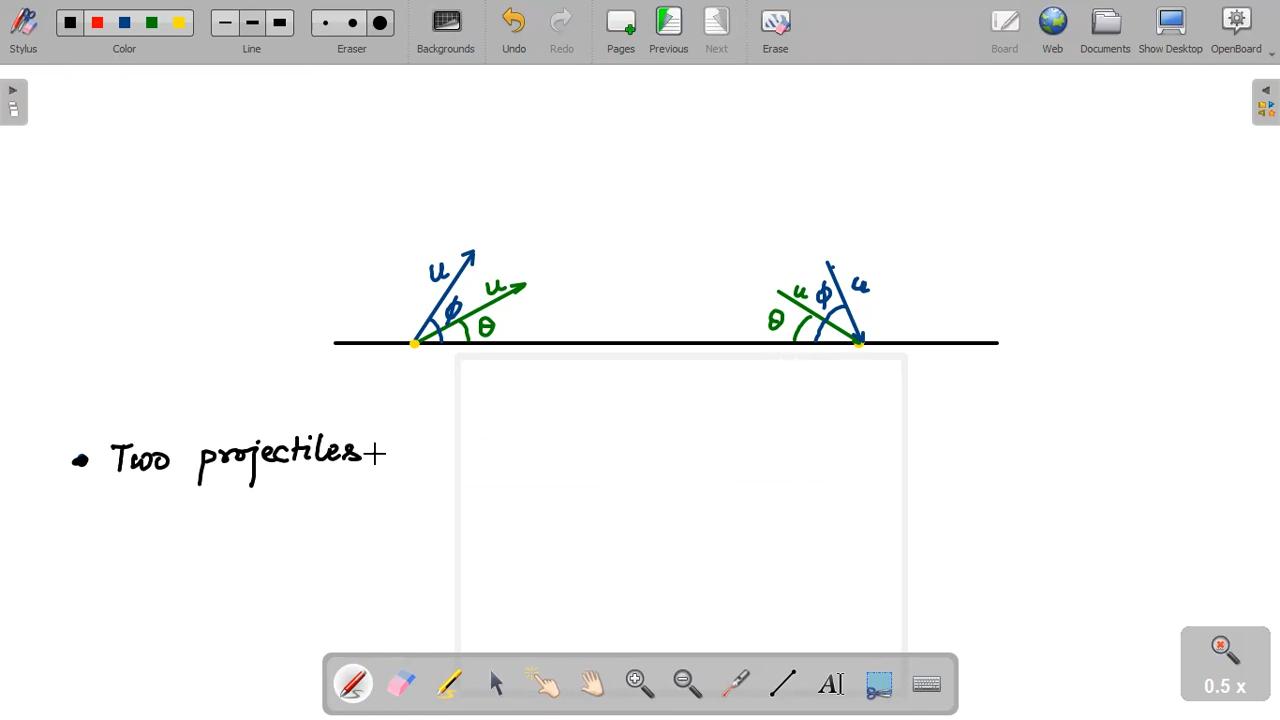 Stylus
Color
Line
Eraser
Backgrounds
Undo
Redo
Pages
Previous
Next
Erase
Board
Web
Documents
Show Desktop
OpenBoard
u
u
ϕ
θ
u
ϕ
u
θ
• Two projectiles
A
0.5 x